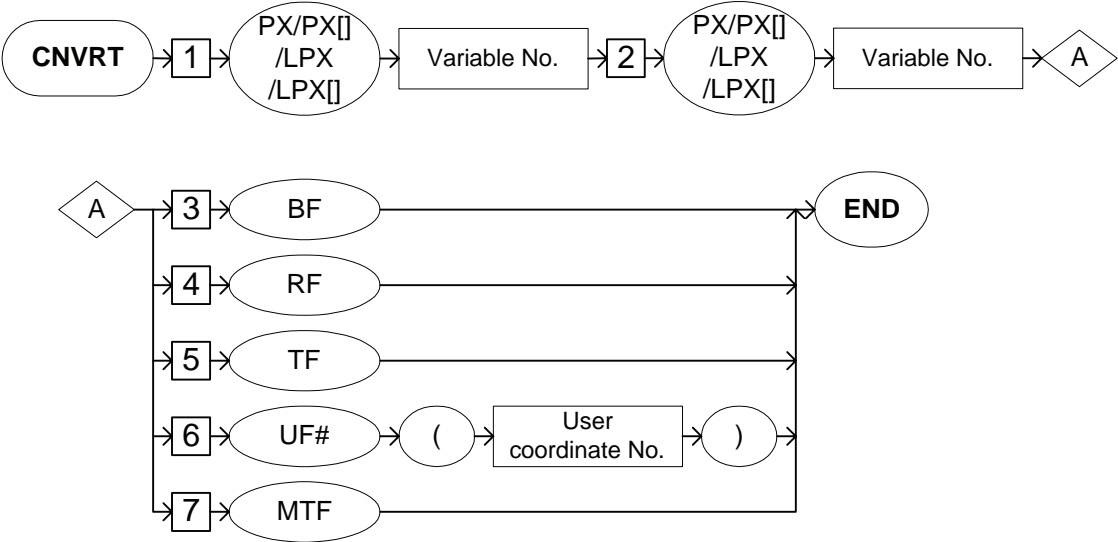 CNVRT
1
PX/PX[]
/LPX
/LPX[]
Variable No.
2
PX/PX[]
/LPX
/LPX[]
Variable No.
A
A
3
BF
END
4
RF
5
TF
6
UF#
(
User
coordinate No.
)
7
MTF